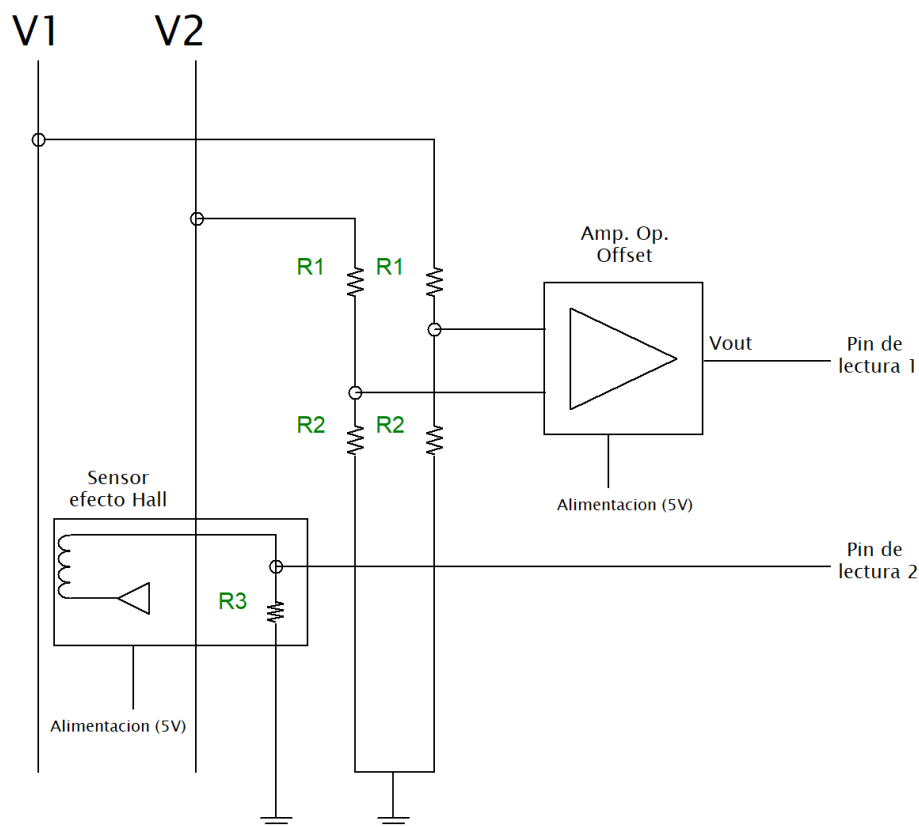 V1 V2
Amp. Op.
Offset
R1 R1
Vout
Pin de
lectura 1
R2 R2
Sensor
efecto Hall
Alimentacion (5V)
Pin de
lectura 2
R3
Alimentacion (5V)